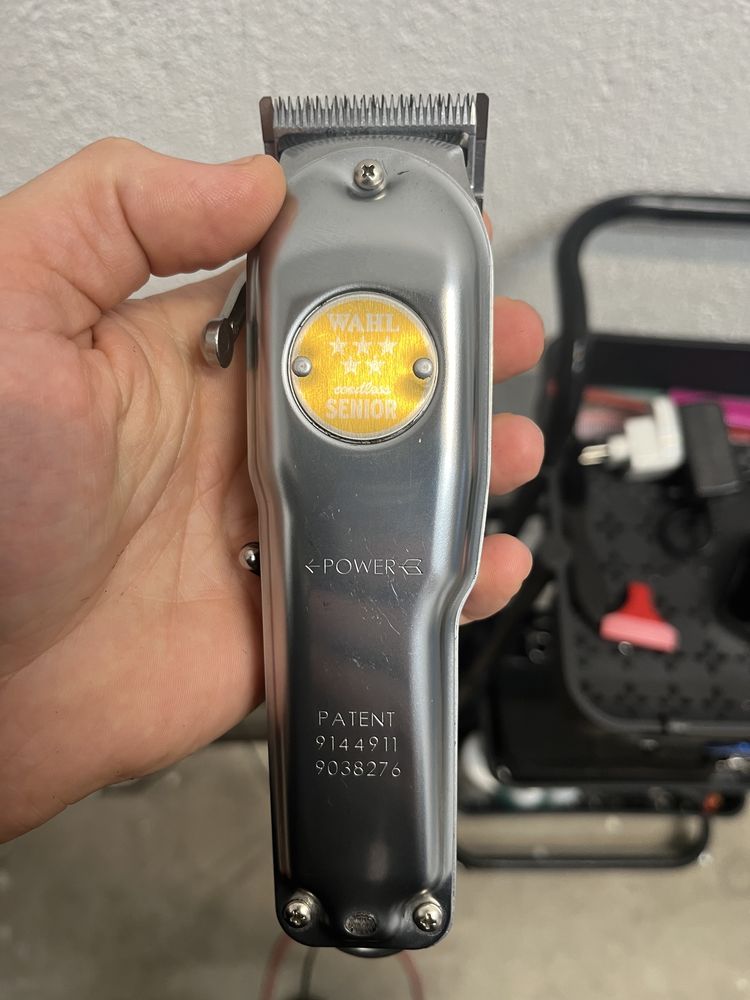 WAHL
cordless
SENIOR
POWER
PATENT
9144911
9038276